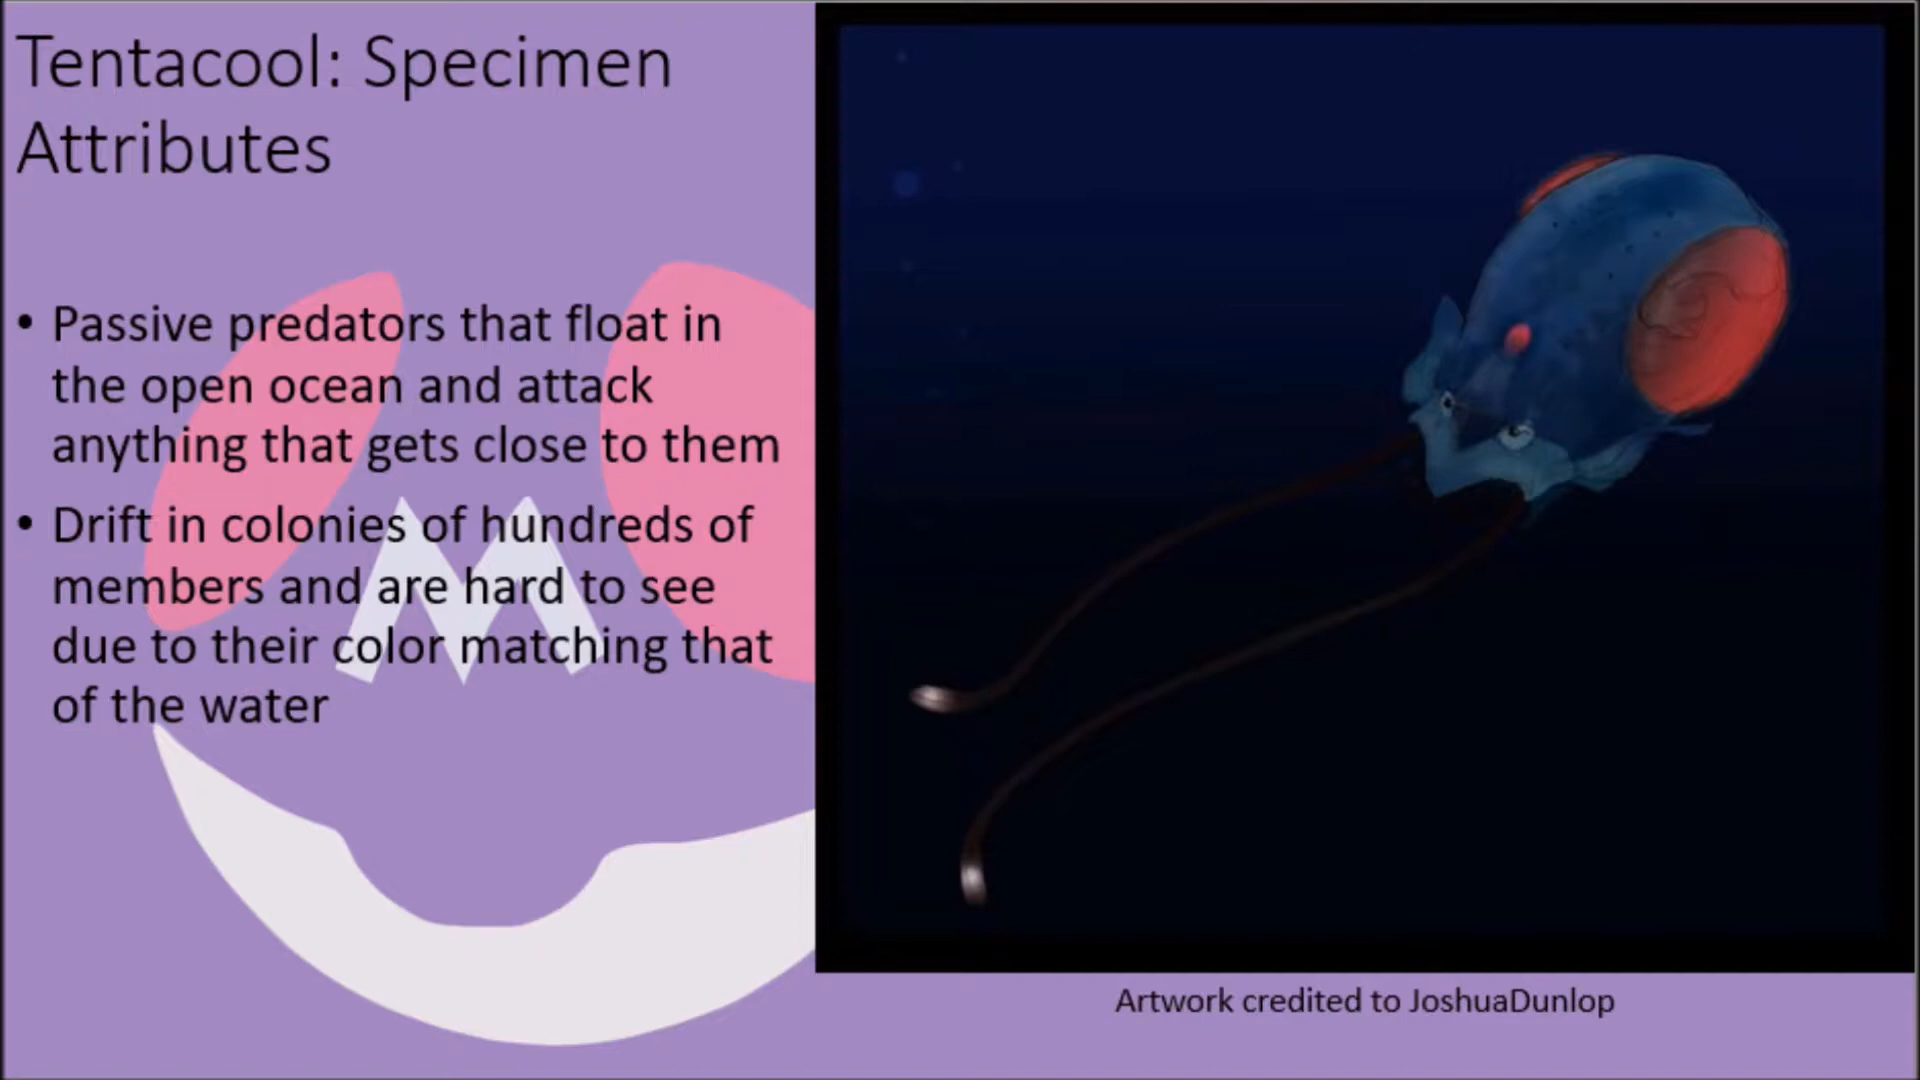 Tentacool: Specimen
Attributes
• Passive predators that float in
the open ocean and attack
anything that gets close to them
• Drift in colonies of hundreds of
members and are hard to see
due to their color matching that
of the water
M
Artwork credited to JoshuaDunlop